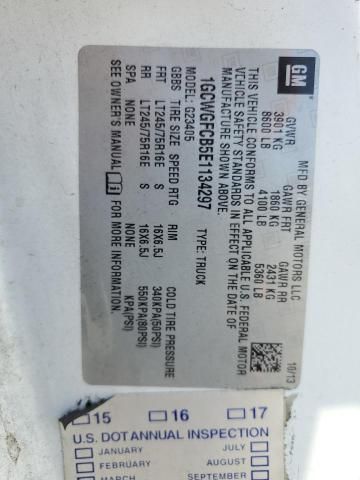 GM
MFD BY GENERAL MOTORS LLC
10/13
GVWR GAWR FRT GAWR RR
3901 KG 1860 KG 2431 KG
8600 LB 4100 LB 5360 LB
THIS VEHICLE CONFORMS TO ALL APPLICABLE U.S. FEDERAL MOTOR
VEHICLE SAFETY STANDARDS IN EFFECT ON THE DATE OF
MANUFACTURE SHOWN ABOVE.
1GCWGFCB5E1134297 TYPE: TRUCK
MODEL: G23405
GBBS TIRE SIZE SPEED RTG RIM COLD TIRE PRESSURE
FRT LT245/75R16E S 16X6.5J 340KPA(50PSI)
RR LT245/75R16E S 16X6.5J 550KPA(80PSI)
SPA NONE NONE KPA(PSI)
SEE OWNER'S MANUAL FOR MORE INFORMATION.
15 16 17
U.S. DOT ANNUAL INSPECTION
JANUARY JULY
FEBRUARY AUGUST
MARCH SEPTEMBER